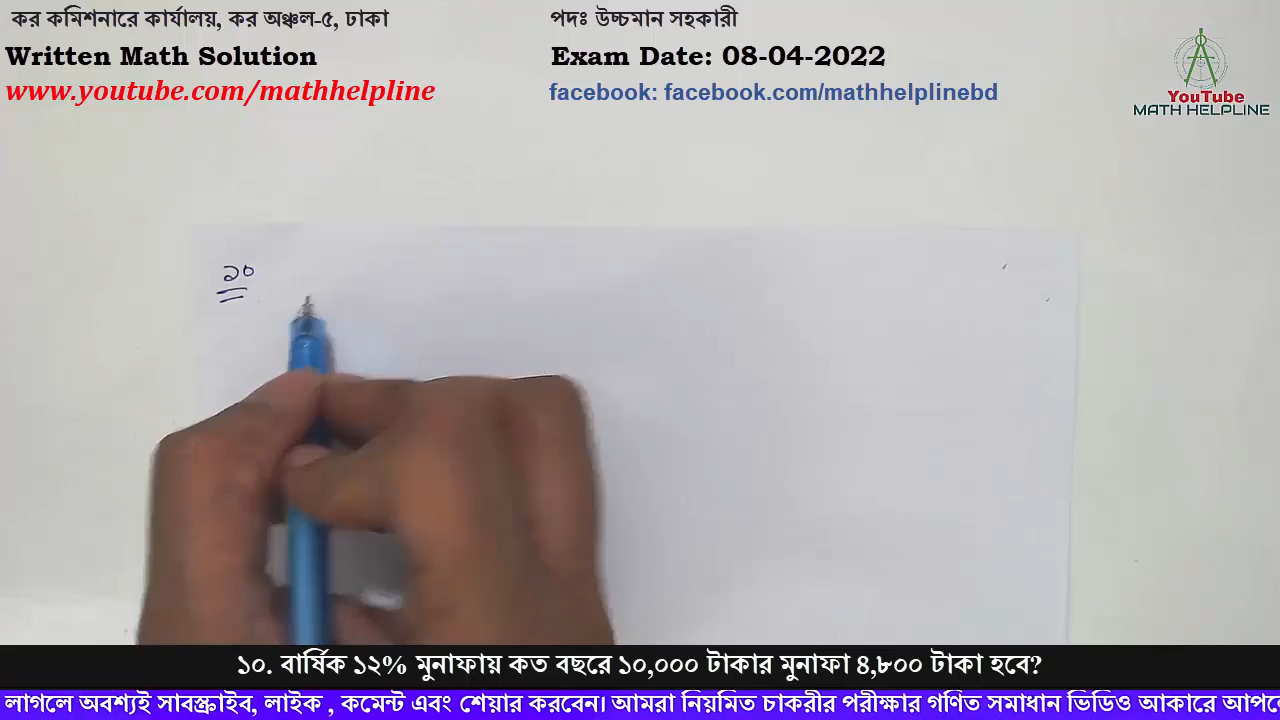 কর কমিশনারে কার্যালয়, কর অঞ্চল-৫, ঢাকা
পদঃ উচ্চমান সহকারী
Written Math Solution
Exam Date: 08-04-2022
www.youtube.com/mathhelpline
facebook: facebook.com/mathhelplinebd
YouTube
MATH HELPLINE
১০
১০. বার্ষিক ১২% মুনাফায় কত বছরে ১০,০০০ টাকার মুনাফা ৪,৮০০ টাকা হবে?
লাগলে অবশ্যই সাবস্ক্রাইব, লাইক , কমেন্ট এবং শেয়ার করবেন। আমরা নিয়মিত চাকরীর পরীক্ষার গণিত সমাধান ভিডিও আকারে